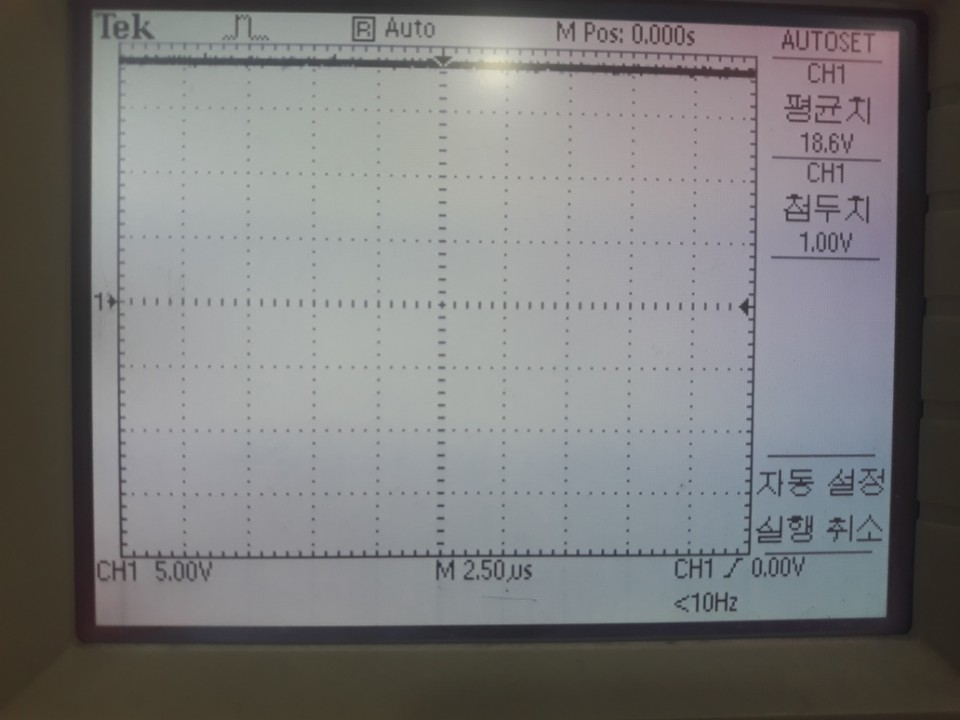 Tek
R Auto
M Pos: 0.000s
AUTOSET
CH1
평균치
18.6V
CH1
첨두치
1.00V
자동 설정
실행 취소
1
CH1 5.00V
M 2.50µs
CH1 0.00V
<10Hz